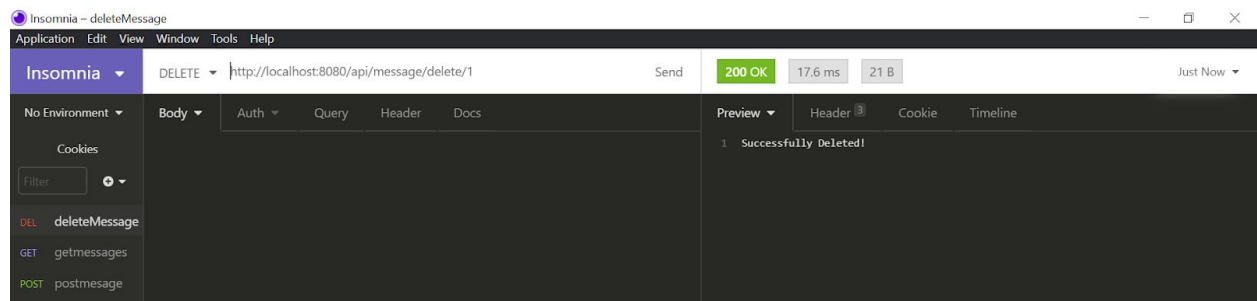 Insomnia – deleteMessage
Application Edit View Window Tools Help
Insomnia DELETE http://localhost:8080/api/message/delete/1 Send 200 OK 17.6 ms 21 B Just Now
No Environment Body Auth Query Header Docs Preview Header 3 Cookie Timeline
Cookies 1 Successfully Deleted!
Filter
DEL deleteMessage
GET getmessages
POST postmesage